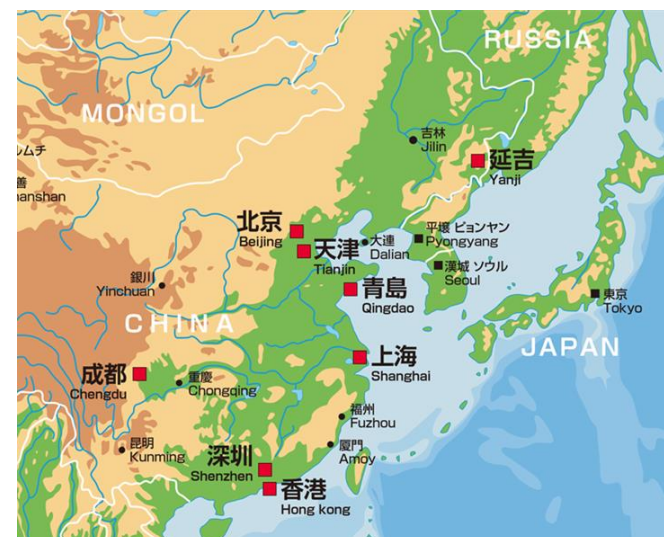 RUSSIA
MONGOL
吉林
Jilin
ルムチ
延吉
Yanji
善
anshan
北京
Beijing
平壌 ピョンヤン
Pyongyang
大連
Dalian
天津
Tianjin
漢城 ソウル
Seoul
銀川
Yinchuan
青島
Qingdao
東京
Tokyo
CHINA
JAPAN
上海
Shanghai
成都
Chengdu
重慶
Chongqing
福州
Fuzhou
昆明
Kunming
厦門
Amoy
深圳
Shenzhen
香港
Hong kong